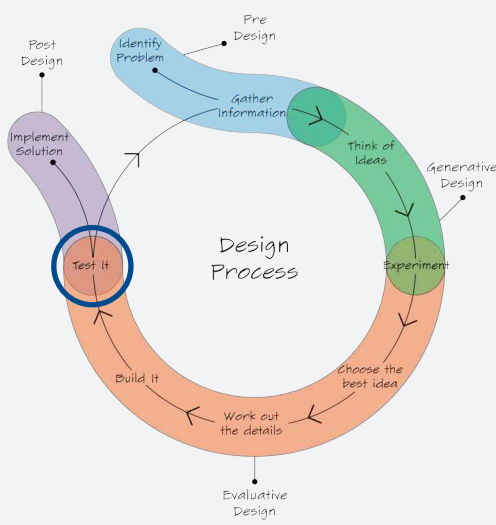 Pre
Design
Post
Design
Identify
Problem
Gather
Information
Implement
Solution
Think of
Ideas
Generative
Design
Design
Process
Test It
Experiment
Choose the
best idea
Build It
Work out
the details
Evaluative
Design